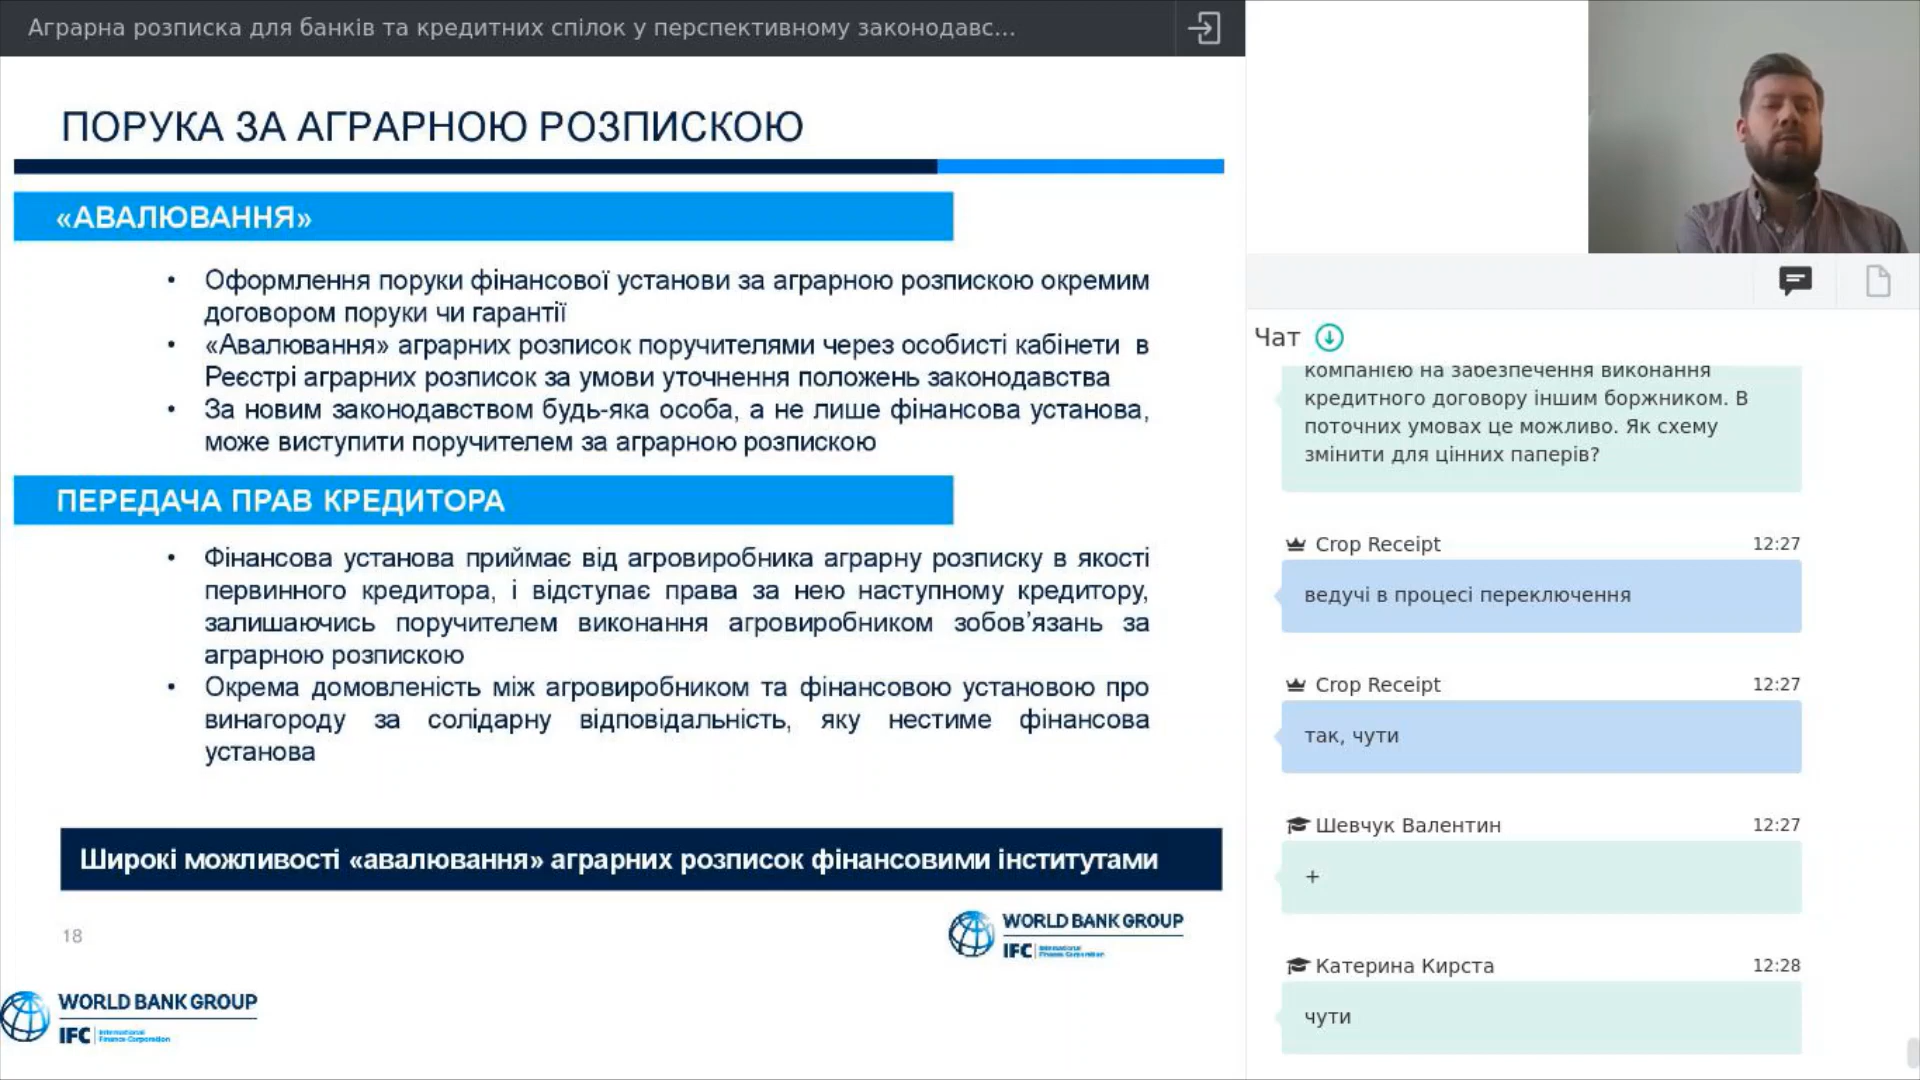 Аграрна розписка для банків та кредитних спілок у перспективному законодавс...
ПОРУКА ЗА АГРАРНОЮ РОЗПИСКОЮ
«АВАЛЮВАННЯ»
• Оформлення поруки фінансової установи за аграрною розпискою окремим
договором поруки чи гарантії
• «Авалювання» аграрних розписок поручителями через особисті кабінети в
Реєстрі аграрних розписок за умови уточнення положень законодавства
• За новим законодавством будь-яка особа, а не лише фінансова установа,
може виступити поручителем за аграрною розпискою
ПЕРЕДАЧА ПРАВ КРЕДИТОРА
• Фінансова установа приймає від агровиробника аграрну розписку в якості
первинного кредитора, і відступає права за нею наступному кредитору,
залишаючись поручителем виконання агровиробником зобов’язань за
аграрною розпискою
• Окрема домовленість між агровиробником та фінансовою установою про
винагороду за солідарну відповідальність, яку нестиме фінансова
установа
Широкі можливості «авалювання» аграрних розписок фінансовими інститутами
18
WORLD BANK GROUP
IFC International
Finance Corporation
WORLD BANK GROUP
IFC International
Finance Corporation
Чат
компанією на забезпечення виконання
кредитного договору іншим боржником. В
поточних умовах це можливо. Як схему
змінити для цінних паперів?
Crop Receipt 12:27
ведучі в процесі переключення
Crop Receipt 12:27
так, чути
Шевчук Валентин 12:27
+
Катерина Кирста 12:28
чути